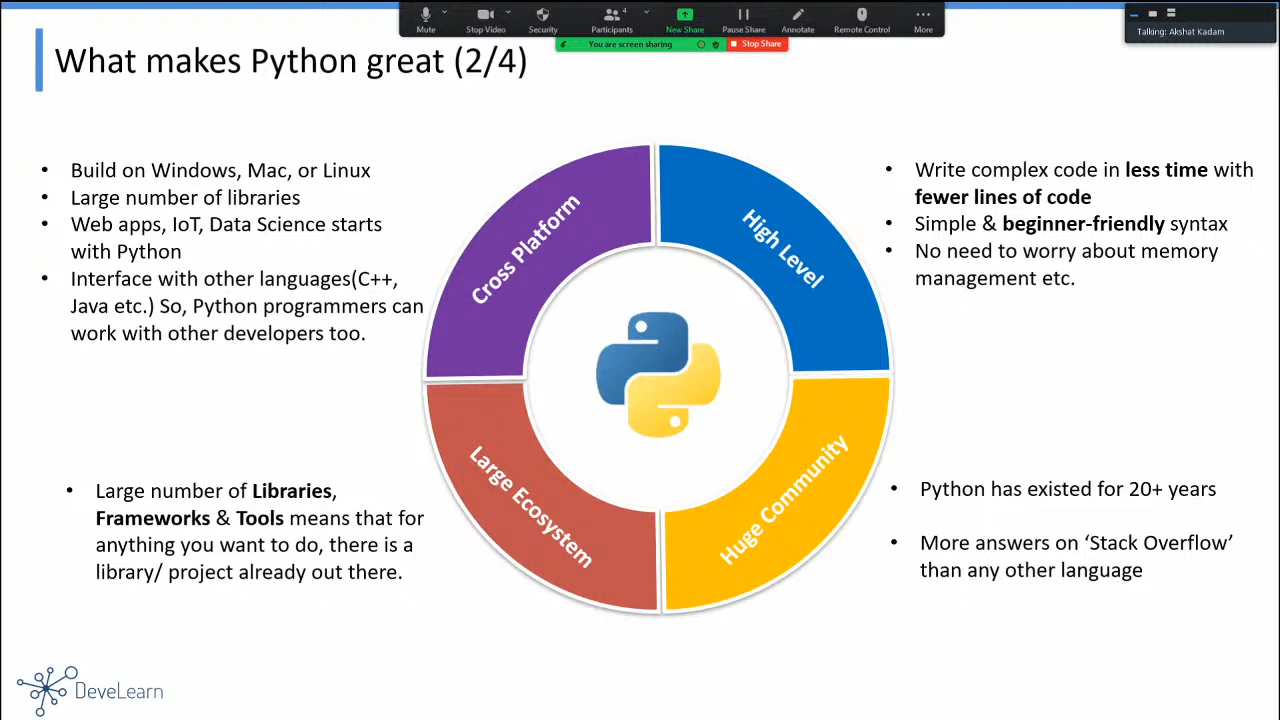 Mute
Stop Video
Security
4
Participants
New Share
Pause Share
Annotate
Remote Control
More
You are screen sharing
Stop Share
Talking: Akshat Kadam
What makes Python great (2/4)
• Build on Windows, Mac, or Linux
• Large number of libraries
• Web apps, IoT, Data Science starts
with Python
• Interface with other languages(C++,
Java etc.) So, Python programmers can
work with other developers too.
Cross Platform
High Level
• Write complex code in less time with
fewer lines of code
• Simple & beginner-friendly syntax
• No need to worry about memory
management etc.
• Large number of Libraries,
Frameworks & Tools means that for
anything you want to do, there is a
library/ project already out there.
Large Ecosystem
Huge Community
• Python has existed for 20+ years
• More answers on ‘Stack Overflow’
than any other language
DeveLearn